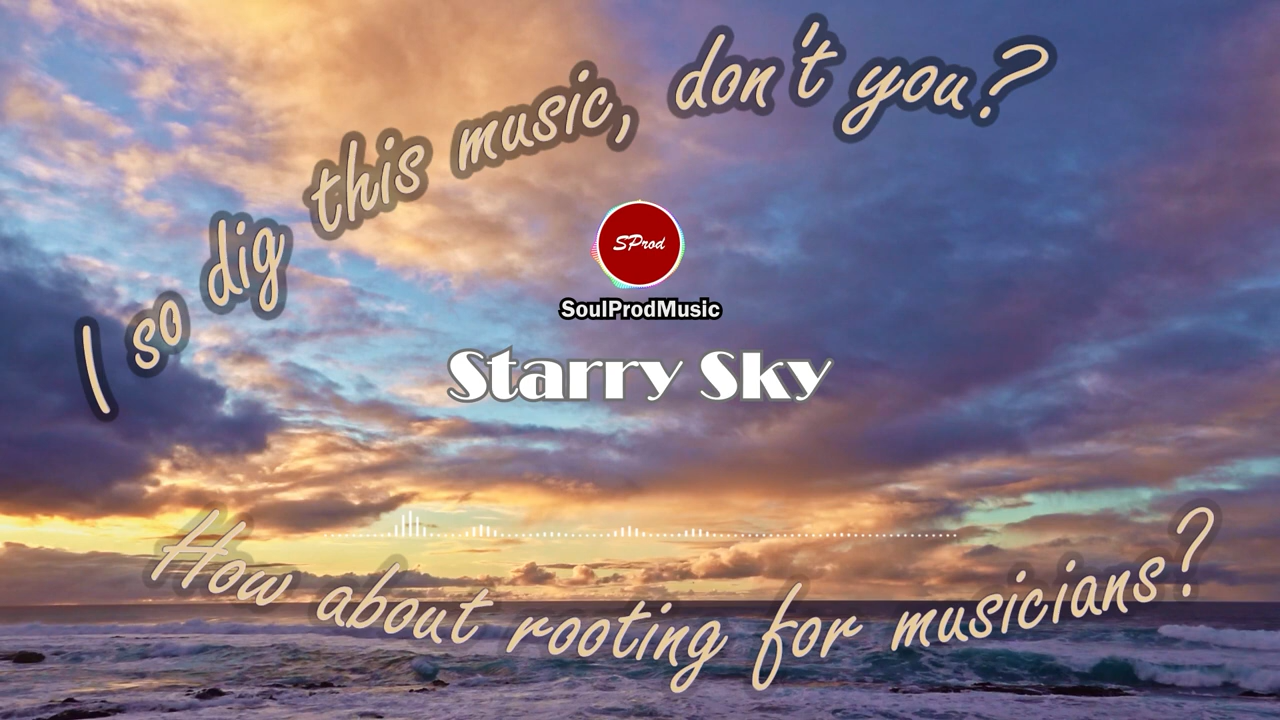 I so dig this music, don't you?
SProd
SoulProdMusic
Starry Sky
How about rooting for musicians?